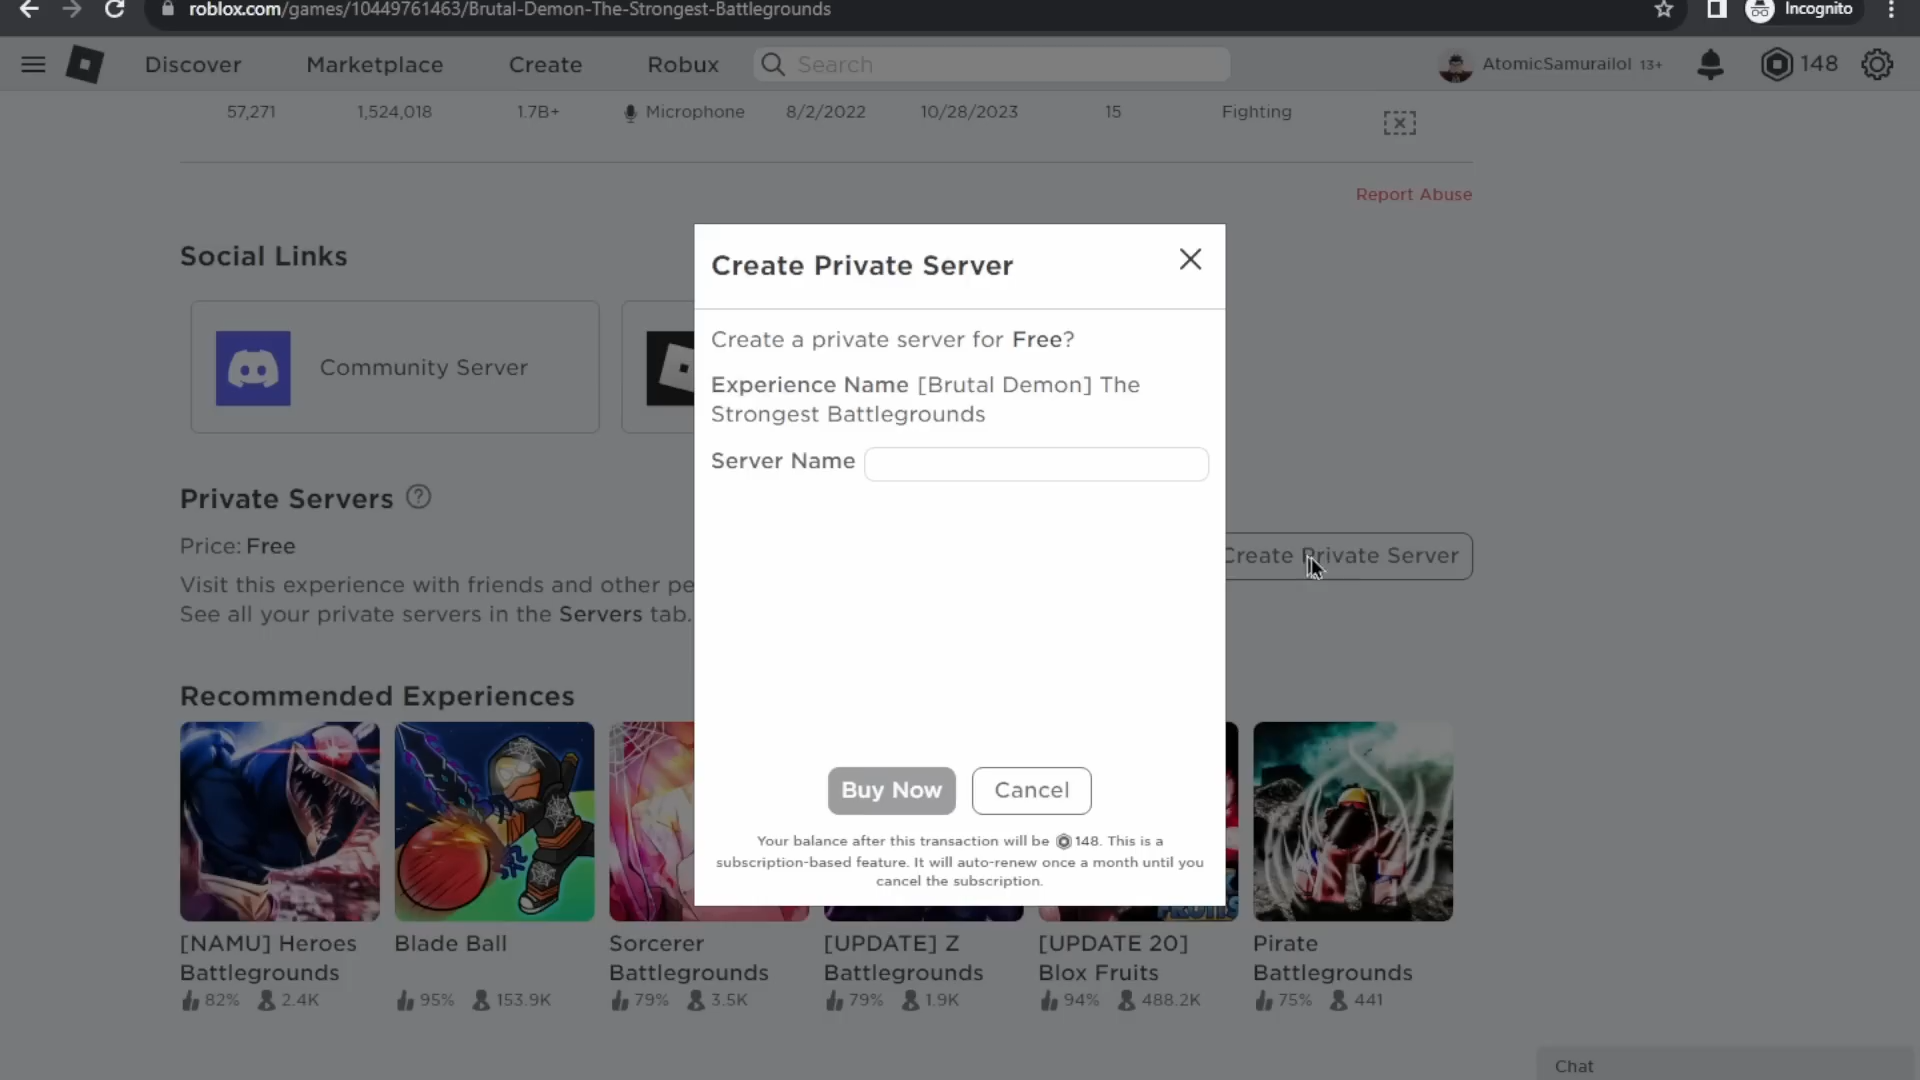 roblox.com/games/10449761463/Brutal-Demon-The-Strongest-Battlegrounds
Incognito
Discover
Marketplace
Create
Robux
Search
AtomicSamurailol 13+
148
57,271
1,524,018
1.7B+
Microphone
8/2/2022
10/28/2023
15
Fighting
Report Abuse
Social Links
Community Server
Create Private Server
Create a private server for Free?
Experience Name [Brutal Demon] The
Strongest Battlegrounds
Server Name
Private Servers
Price: Free
Visit this experience with friends and other pe
See all your private servers in the Servers tab.
Create Private Server
Buy Now
Cancel
Your balance after this transaction will be 148. This is a
subscription-based feature. It will auto-renew once a month until you
cancel the subscription.
Recommended Experiences
[NAMU] Heroes
Battlegrounds
82% 2.4K
Blade Ball
95% 153.9K
Sorcerer
Battlegrounds
79% 3.5K
[UPDATE] Z
Battlegrounds
79% 1.9K
[UPDATE 20]
Blox Fruits
94% 488.2K
Pirate
Battlegrounds
75% 441
Chat